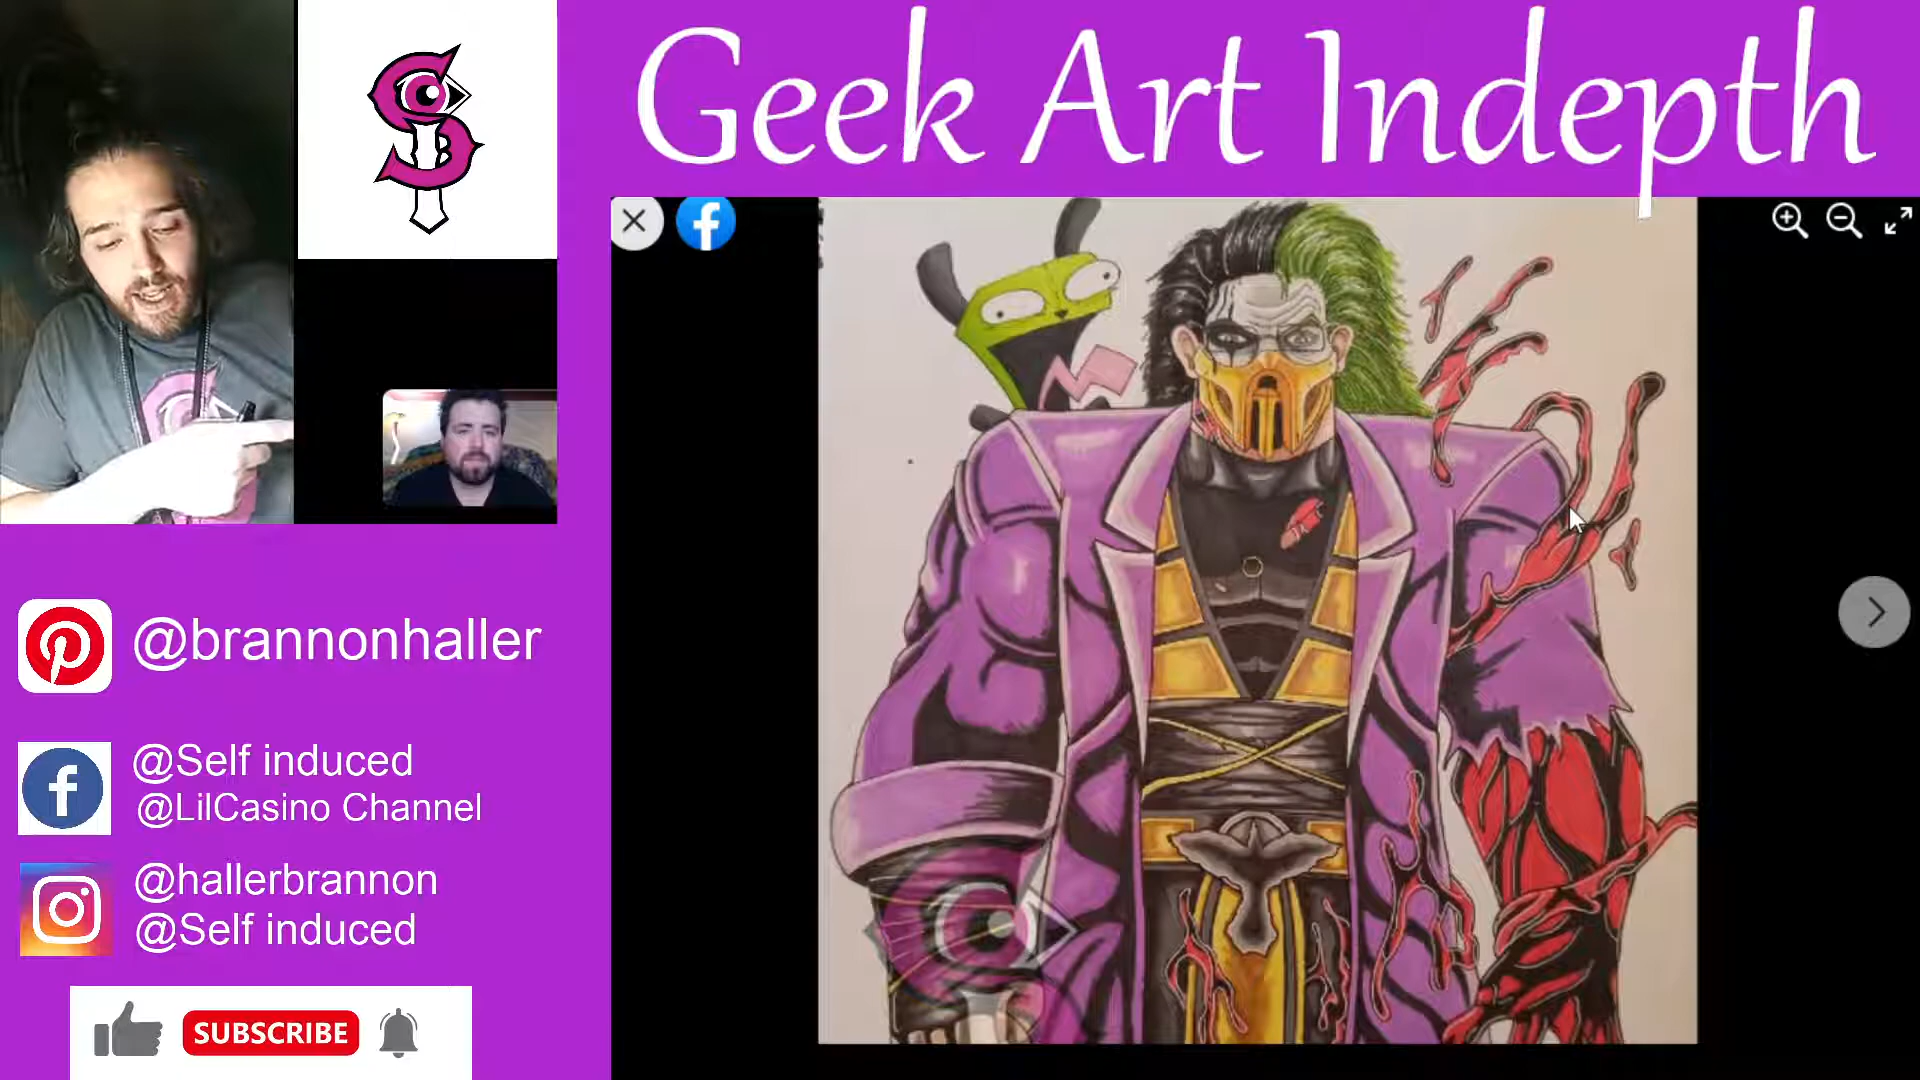 Geek Art Indepth
@brannonhaller
@Self induced
@LilCasino Channel
@hallerbrannon
@Self induced
SUBSCRIBE